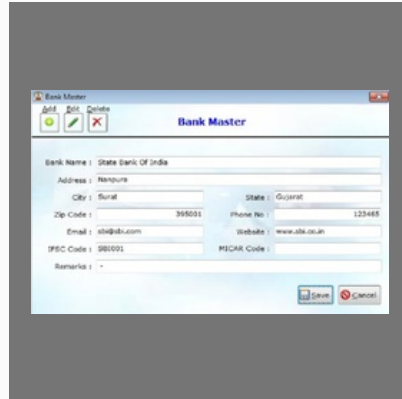 Bank Master
Add Edit Delete
Bank Master
Bank Name : State Bank Of India
Address : Nanpura
City : Surat State : Gujarat
Zip Code : 395001 Phone No : 123465
Email : sbi@sbi.com Website : www.sbi.co.in
IFSC Code : SBI001 MICAR Code :
Remarks : -
Save Cancel